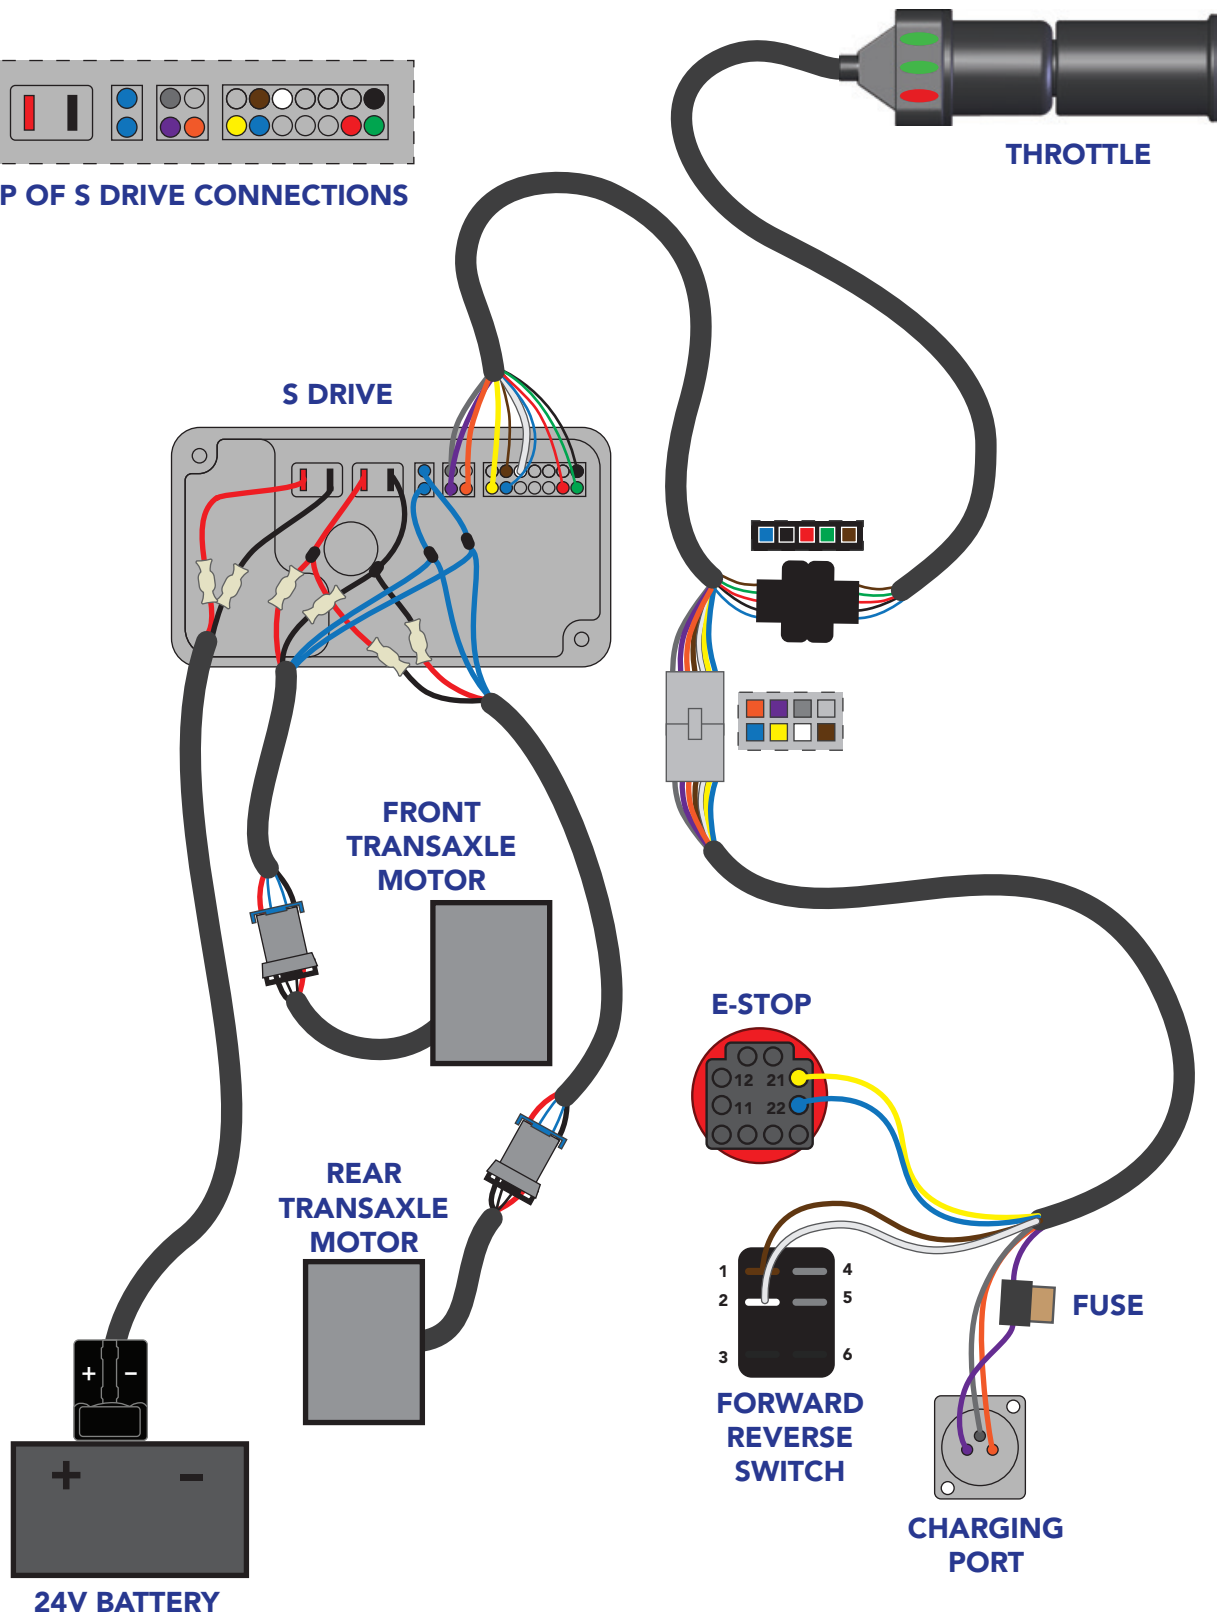 THROTTLE
P OF S DRIVE CONNECTIONS
S DRIVE
FRONT
TRANSAXLE
MOTOR
E-STOP
12 21
11 22
REAR
TRANSAXLE
MOTOR
1 4
2 5
3 6
FUSE
+ −
FORWARD
REVERSE
SWITCH
+ −
CHARGING
PORT
24V BATTERY